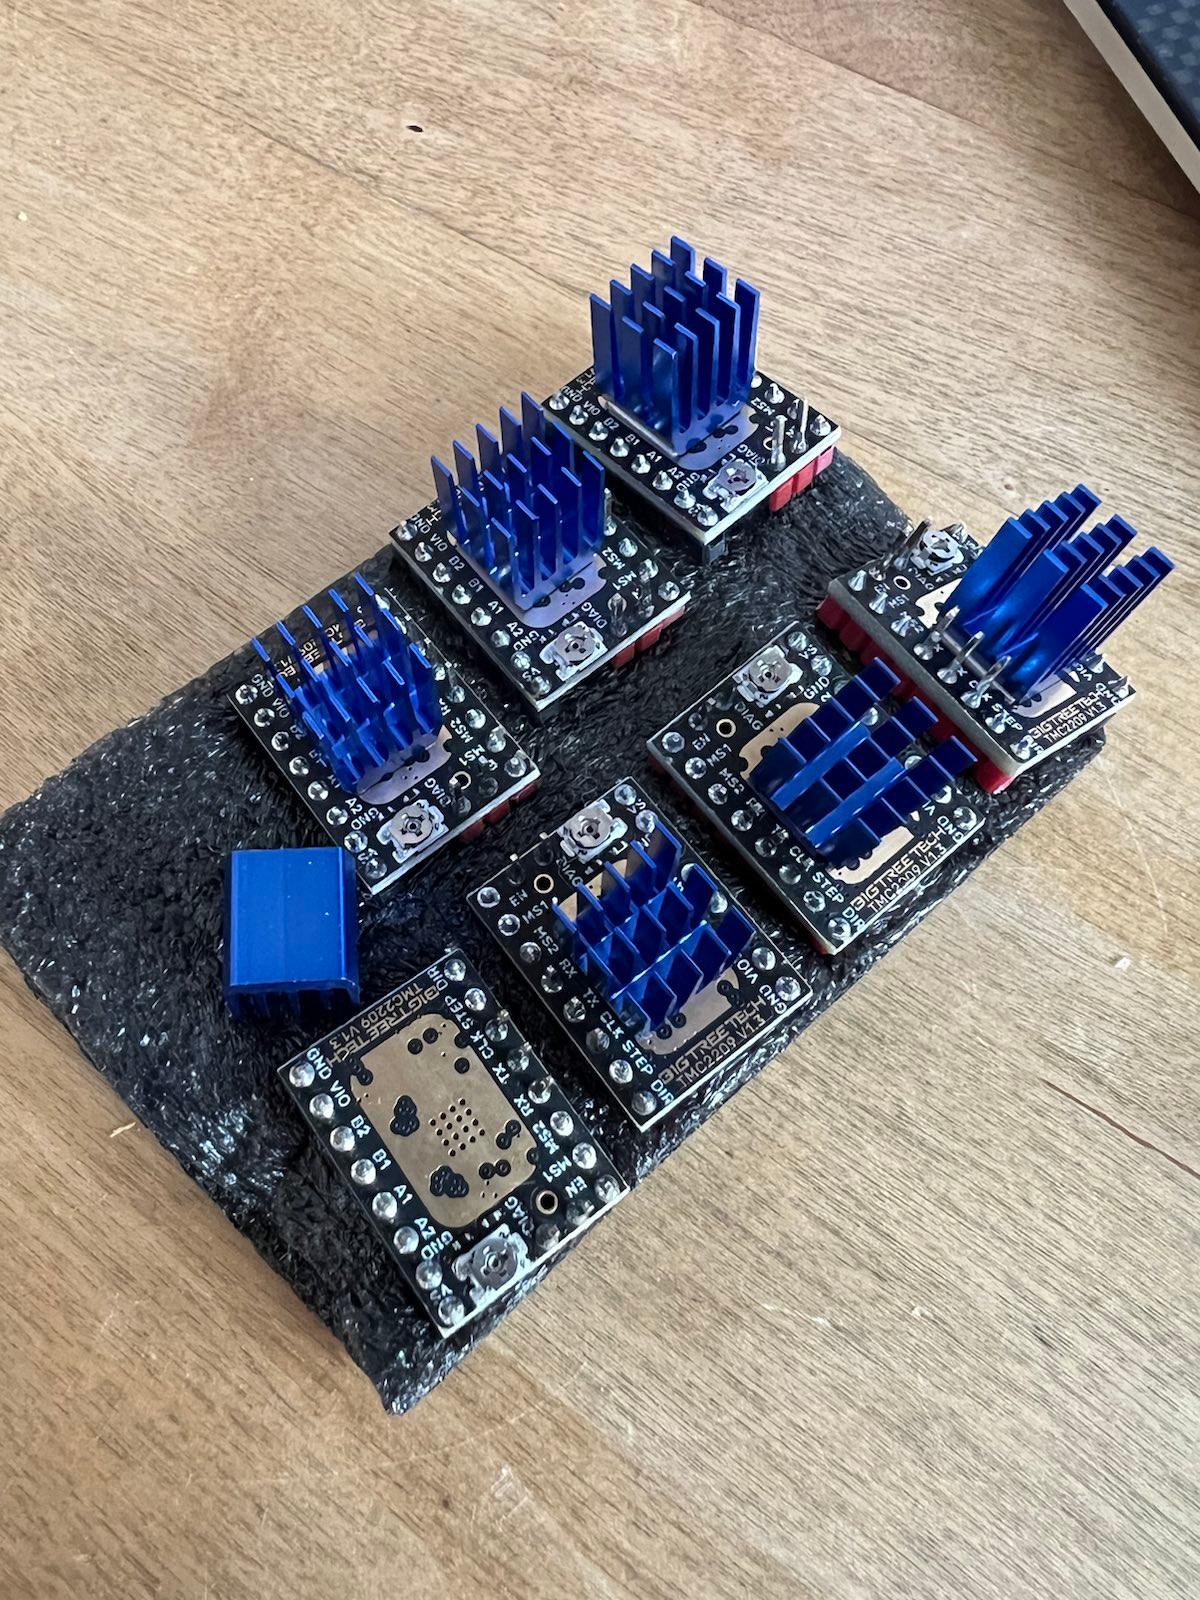 GND VIO B2 B1 A1 A2 GND
DIAG
MS2
GND VIO B2 B1 A1 A2
DIAG
MS2
MS1
GND VIO
A2 GND
DIAG
MS2
DIAG
MS1
CLK STEP
BIGTREETECH
TMC2209 V1.3
GND
DIAG
EN MS1 MS2
CLK STEP DIR
GND
BIGTREETECH
TMC2209 V1.3
DIAG
EN MS1 MS2 RX TX CLK STEP DIR
VIO GND
BIGTREETECH
TMC2209 V1.3
DIR STEP CLK TX RX MS2 MS1 EN
BIGTREETECH
TMC2209 V1.3
GND VIO B2 B1 A1 A2 GND
DIAG